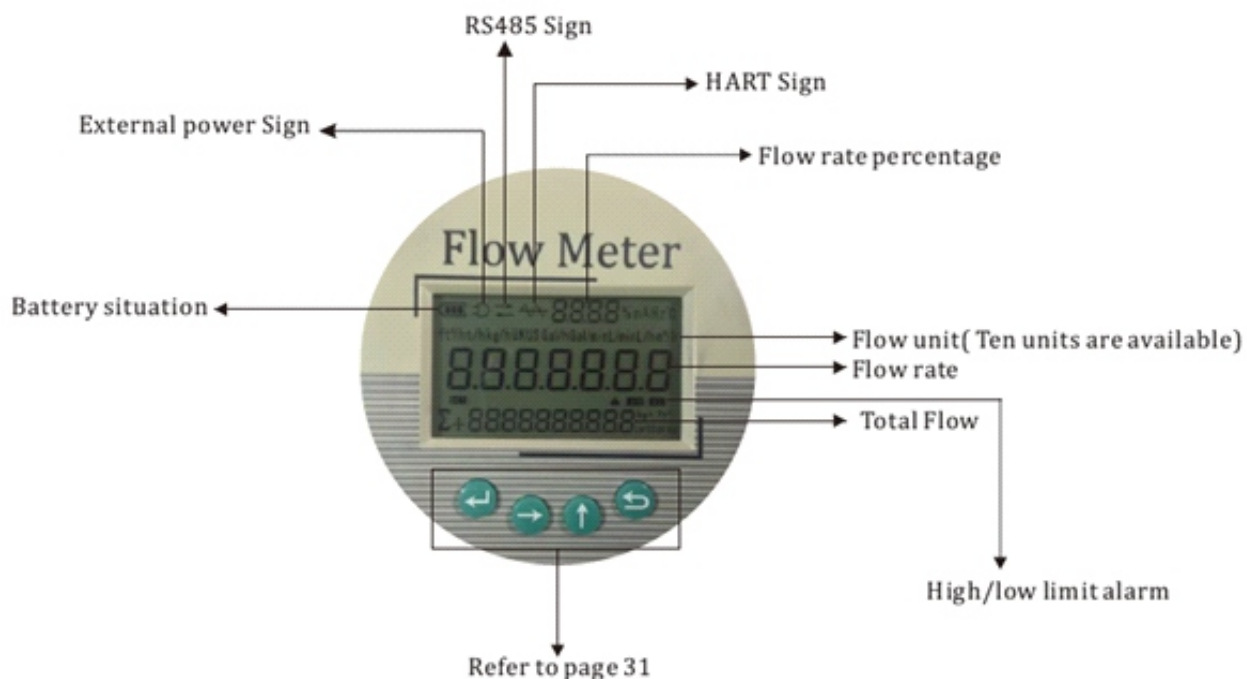 RS485 Sign
HART Sign
External power Sign
Flow rate percentage
Flow Meter
Battery situation
8888
Flow unit( Ten units are available)
8.8.8.8.8.8.8
Flow rate
Σ+8888888888
Total Flow
High/low limit alarm
Refer to page 31